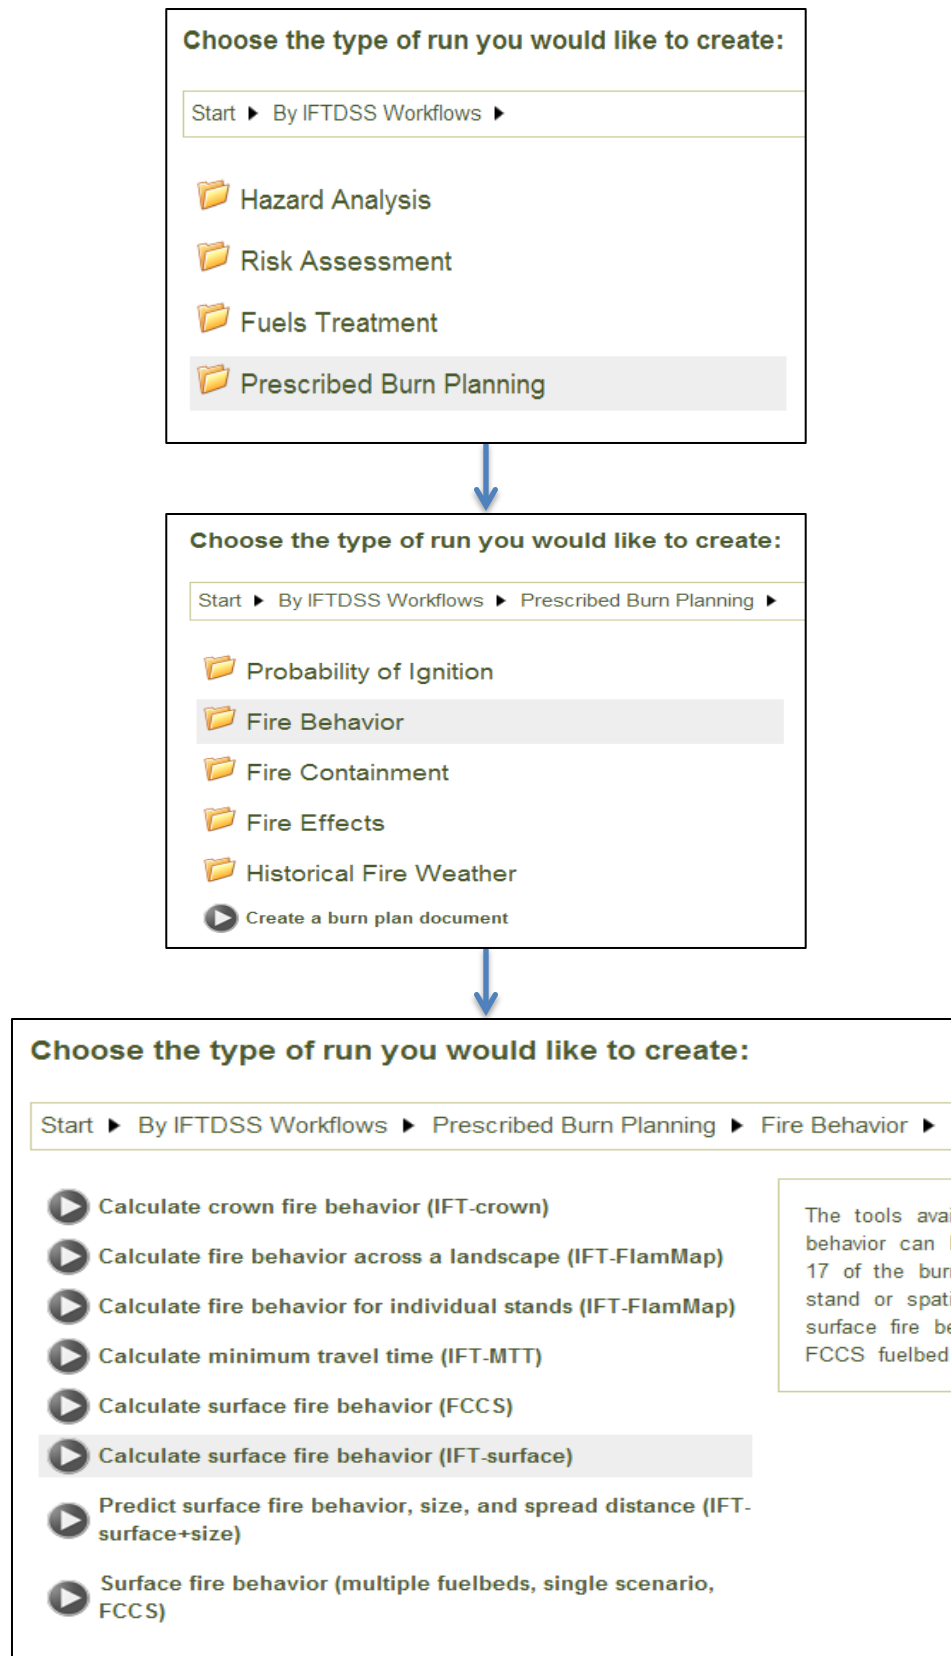 Choose the type of run you would like to create:
Start ▶ By IFTDSS Workflows ▶
Hazard Analysis
Risk Assessment
Fuels Treatment
Prescribed Burn Planning
Choose the type of run you would like to create:
Start ▶ By IFTDSS Workflows ▶ Prescribed Burn Planning ▶
Probability of Ignition
Fire Behavior
Fire Containment
Fire Effects
Historical Fire Weather
Create a burn plan document
Choose the type of run you would like to create:
Start ▶ By IFTDSS Workflows ▶ Prescribed Burn Planning ▶ Fire Behavior ▶
Calculate crown fire behavior (IFT-crown)
Calculate fire behavior across a landscape (IFT-FlamMap)
Calculate fire behavior for individual stands (IFT-FlamMap)
Calculate minimum travel time (IFT-MTT)
Calculate surface fire behavior (FCCS)
Calculate surface fire behavior (IFT-surface)
Predict surface fire behavior, size, and spread distance (IFT-
surface+size)
Surface fire behavior (multiple fuelbeds, single scenario,
FCCS)
The tools
behavior can
17 of the
stand or
surface fire
FCCS fuelbed